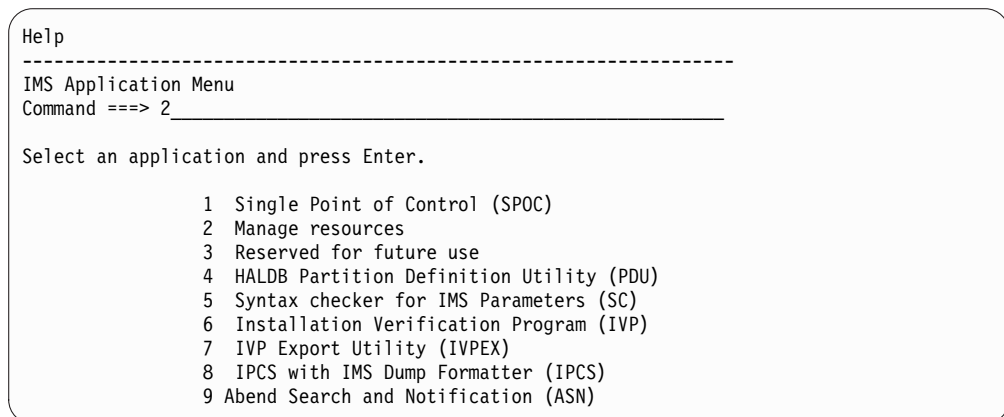 Help
-------------------------------------------------------------------
IMS Application Menu
Command ===> 2____________________________________________________
Select an application and press Enter.
1 Single Point of Control (SPOC)
2 Manage resources
3 Reserved for future use
4 HALDB Partition Definition Utility (PDU)
5 Syntax checker for IMS Parameters (SC)
6 Installation Verification Program (IVP)
7 IVP Export Utility (IVPEX)
8 IPCS with IMS Dump Formatter (IPCS)
9 Abend Search and Notification (ASN)